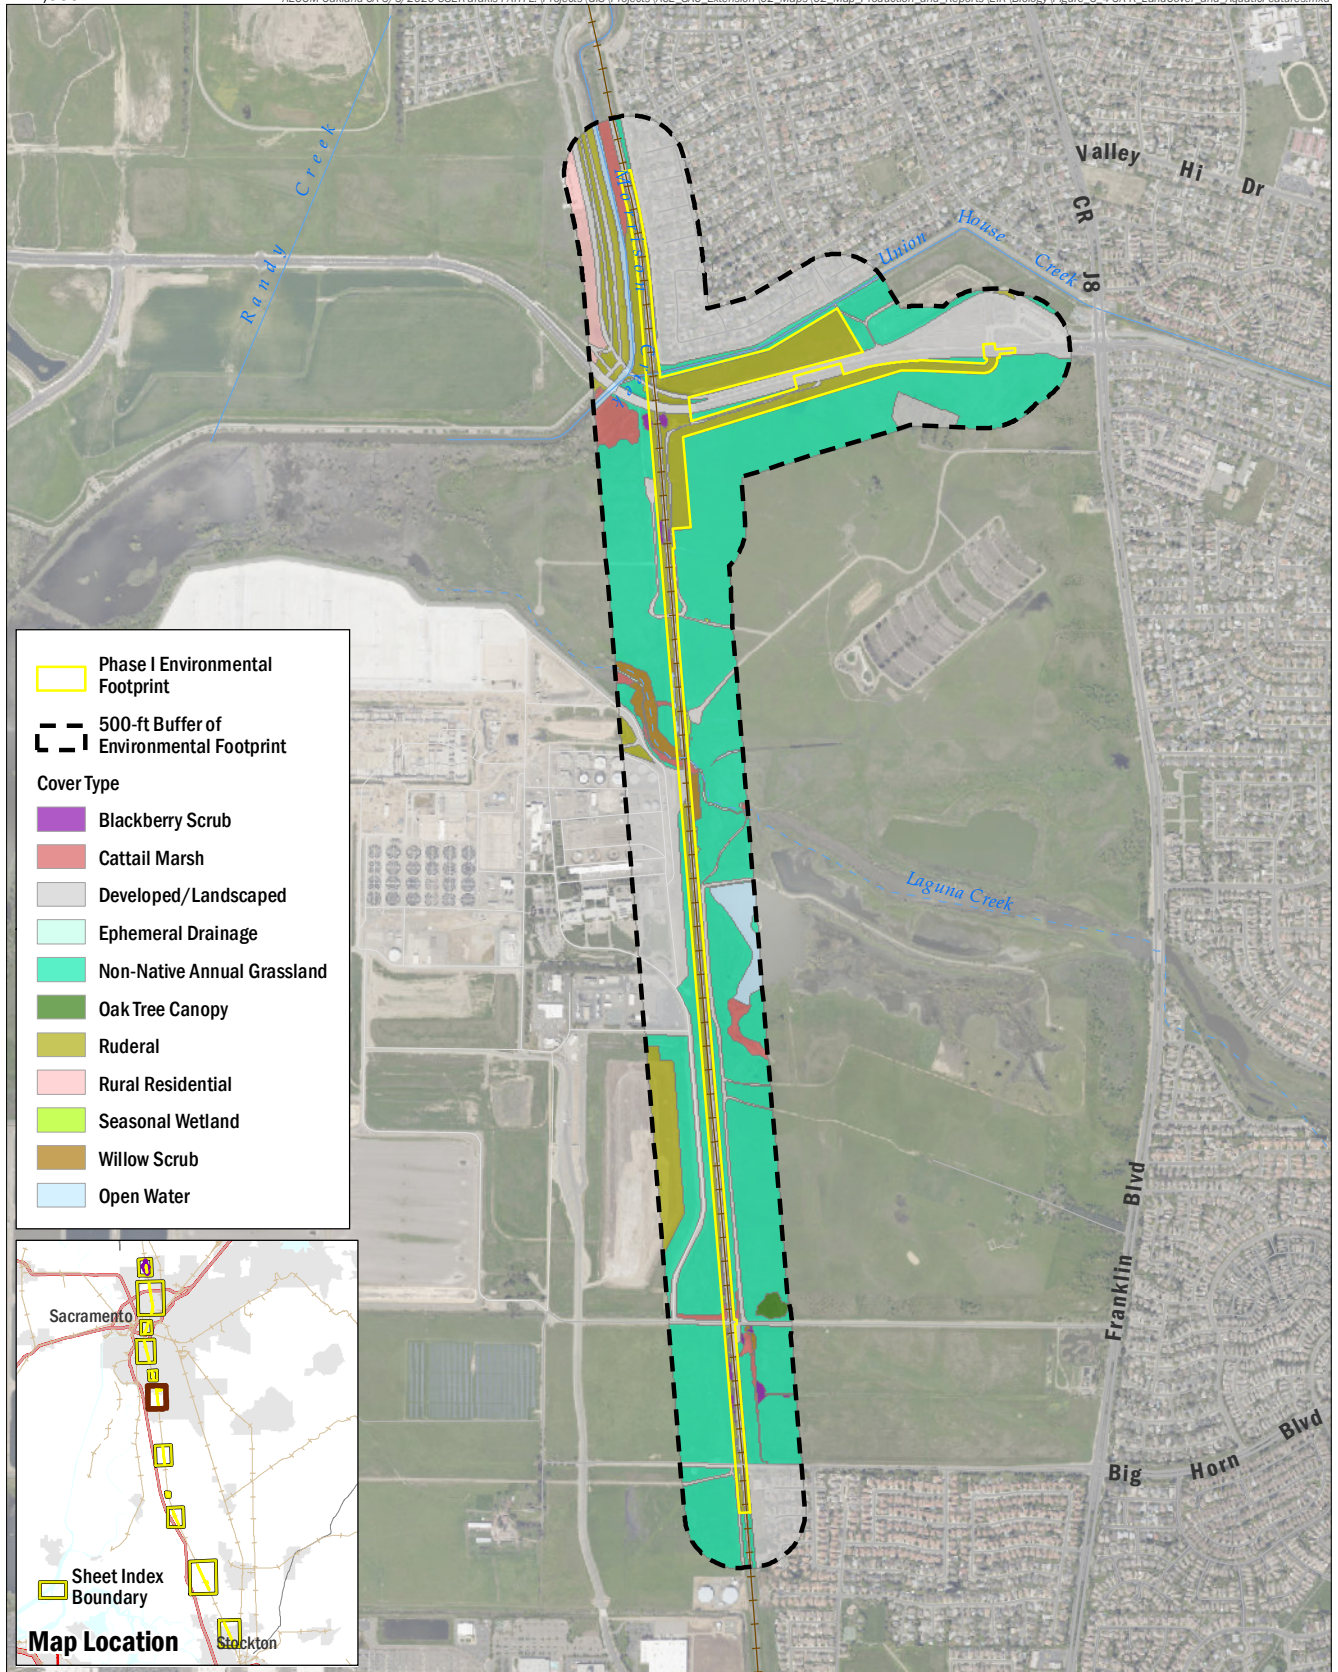 Randy Creek
Morrison Creek
Union House Creek
Valley Hi Dr
CR J8
Laguna Creek
Franklin Blvd
Big Horn Blvd
Phase I Environmental
Footprint
500-ft Buffer of
Environmental Footprint
Cover Type
Blackberry Scrub
Cattail Marsh
Developed/Landscaped
Ephemeral Drainage
Non-Native Annual Grassland
Oak Tree Canopy
Ruderal
Rural Residential
Seasonal Wetland
Willow Scrub
Open Water
Sacramento
Sheet Index
Boundary
Map Location
Stockton